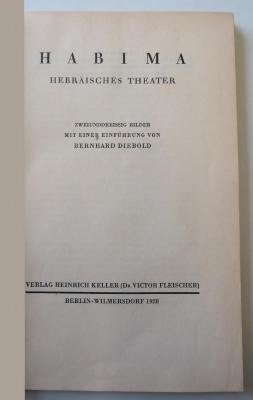 HABIMA
HEBRÄISCHES THEATER
ZWEIUNDDREISSIG BILDER
MIT EINER EINFÜHRUNG VON
BERNHARD DIEBOLD
VERLAG HEINRICH KELLER (Dr. VICTOR FLEISCHER)
BERLIN-WILMERSDORF 1928